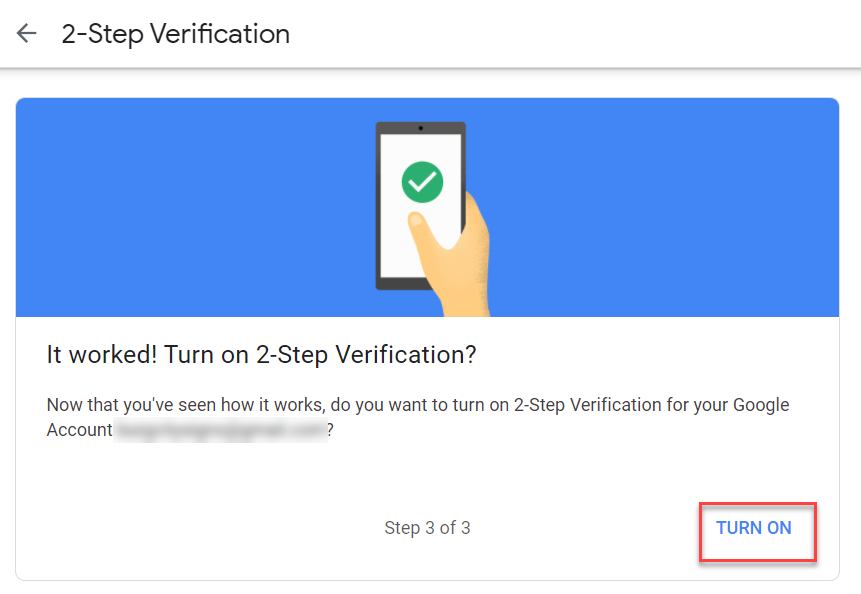 2-Step Verification
It worked! Turn on 2-Step Verification?
Now that you've seen how it works, do you want to turn on 2-Step Verification for your Google
Account ?
Step 3 of 3
TURN ON